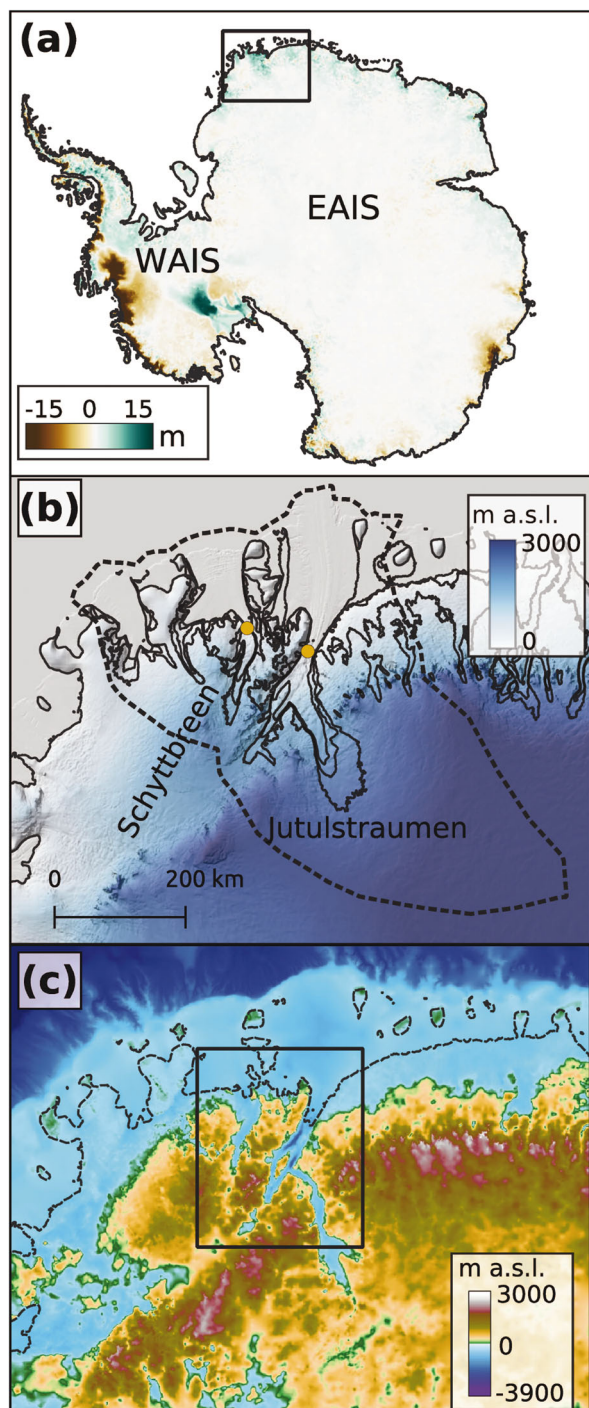 (a)
EAIS
WAIS
-15 0 15
m
(b)
m a.s.l.
3000
0
Schyttbreen
Jutulstraumen
0 200 km
(c)
m a.s.l.
3000
0
-3900